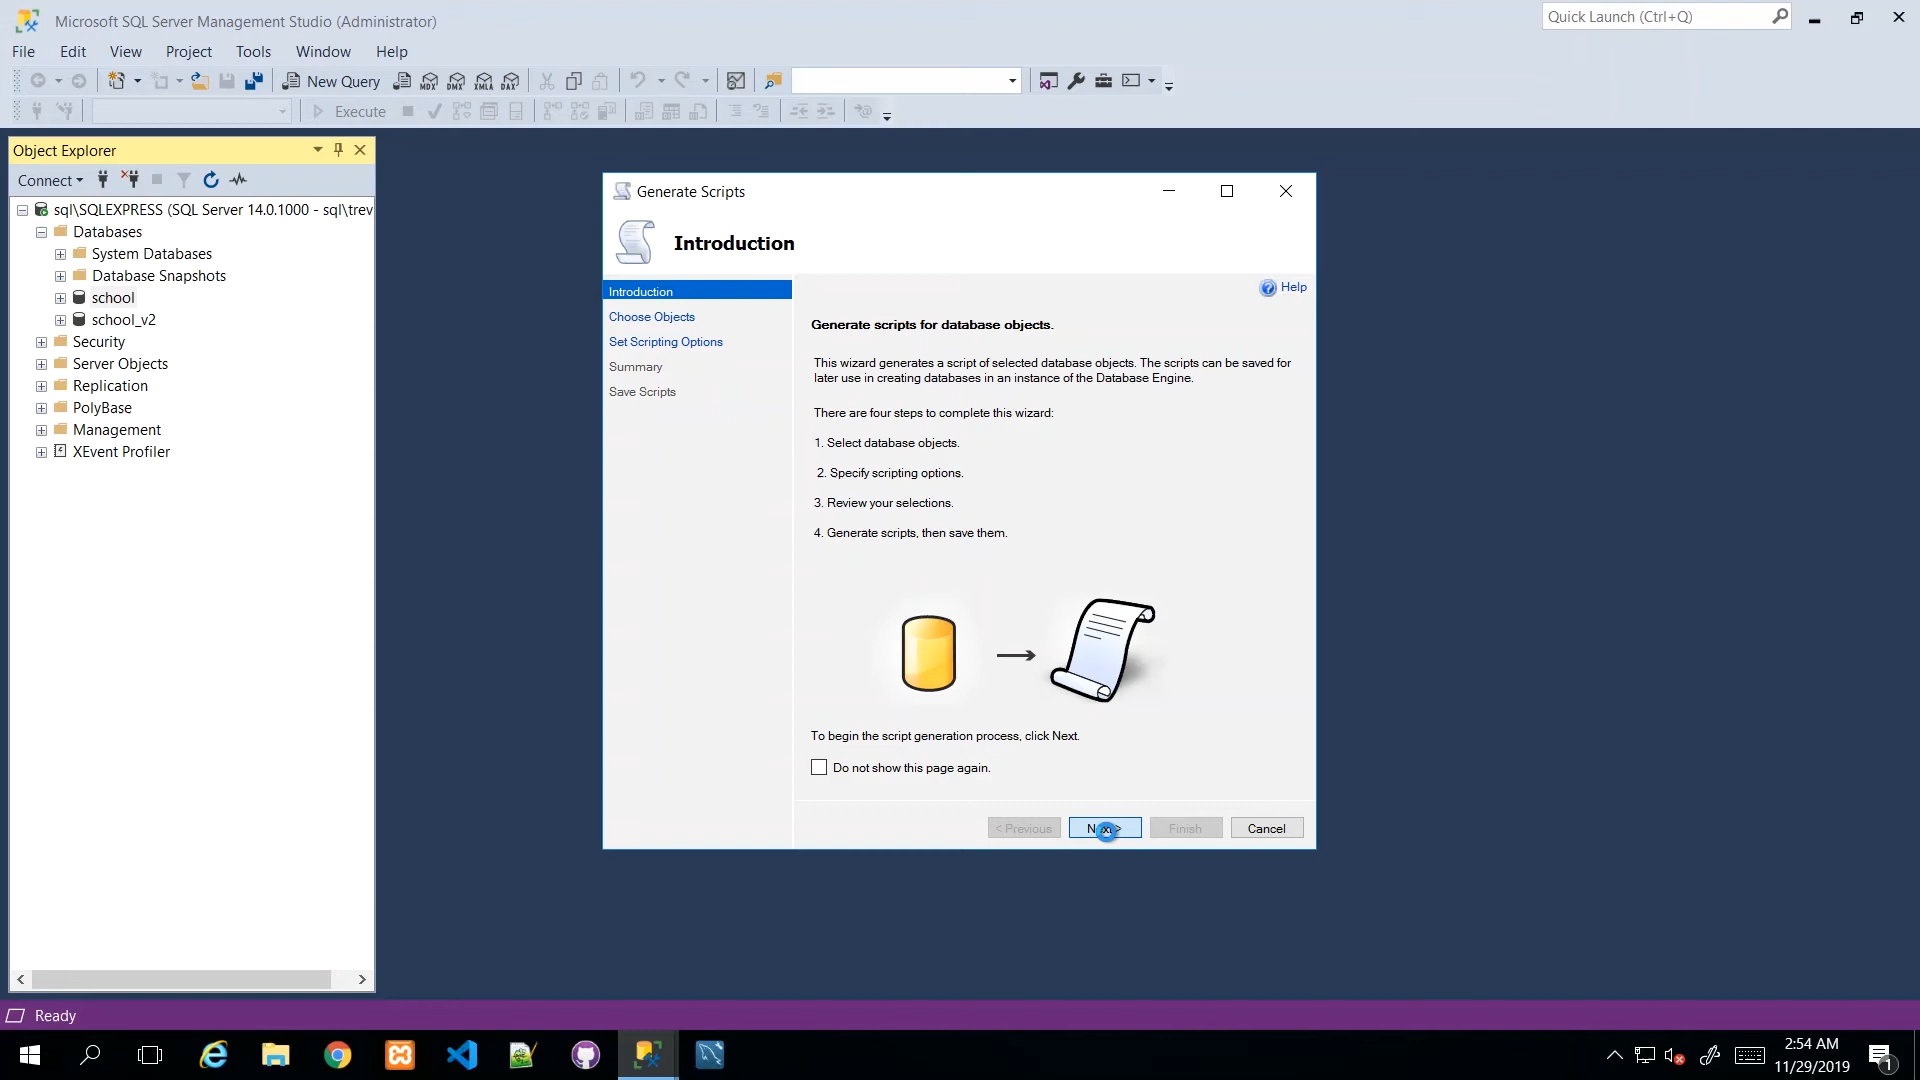 Microsoft SQL Server Management Studio (Administrator)
Quick Launch (Ctrl+Q)
File Edit View Project Tools Window Help
New Query
MDX DMX XMLA DAX
Execute
Object Explorer
Connect
sql\SQLEXPRESS (SQL Server 14.0.1000 - sql\trev
Databases
System Databases
Database Snapshots
school
school_v2
Security
Server Objects
Replication
PolyBase
Management
XEvent Profiler
Generate Scripts
Introduction
Introduction
Choose Objects
Set Scripting Options
Summary
Save Scripts
Help
Generate scripts for database objects.
This wizard generates a script of selected database objects. The scripts can be saved for
later use in creating databases in an instance of the Database Engine.
There are four steps to complete this wizard:
1. Select database objects.
2. Specify scripting options.
3. Review your selections.
4. Generate scripts, then save them.
To begin the script generation process, click Next.
Do not show this page again.
< Previous Next > Finish Cancel
Ready
2:54 AM
11/29/2019
1